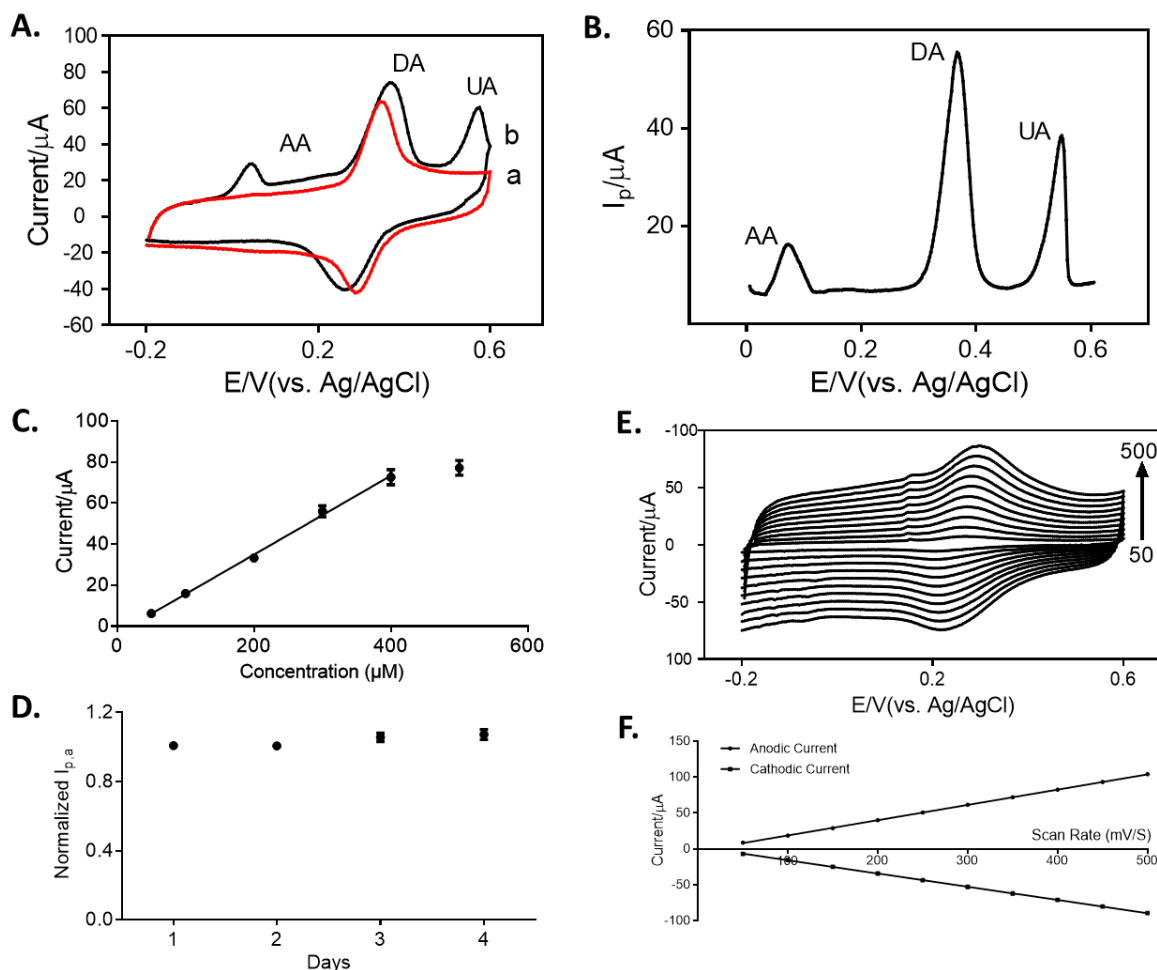 A.
100
80
60
40
20
0
-20
-40
-60
Current/μA
AA
DA
UA
b
a
-0.2
0.2
0.6
E/V(vs. Ag/AgCl)
B.
60
40
20
Ip/μA
AA
DA
UA
0
0.2
0.4
0.6
E/V(vs. Ag/AgCl)
C.
100
80
60
40
20
0
Current/μA
0
200
400
600
Concentration (μM)
E.
-100
50
0
-50
100
Current/μA
500
50
-0.2
0.2
0.6
E/V(vs. Ag/AgCl)
D.
1.2
0.8
0.4
0.0
Normalized Ip,a
1
2
3
4
Days
F.
150
100
50
0
-50
-100
Current/μA
Anodic Current
Cathodic Current
Scan Rate (mV/S)
100
200
300
400
500